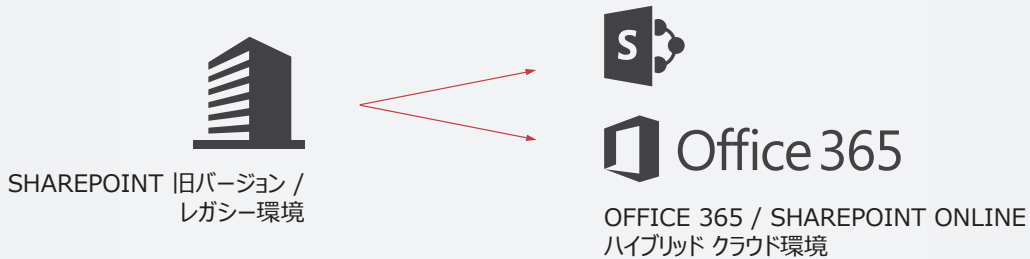 SHAREPOINT 旧バージョン /
レガシー環境
S
Office 365
OFFICE 365 / SHAREPOINT ONLINE
ハイブリッド クラウド環境